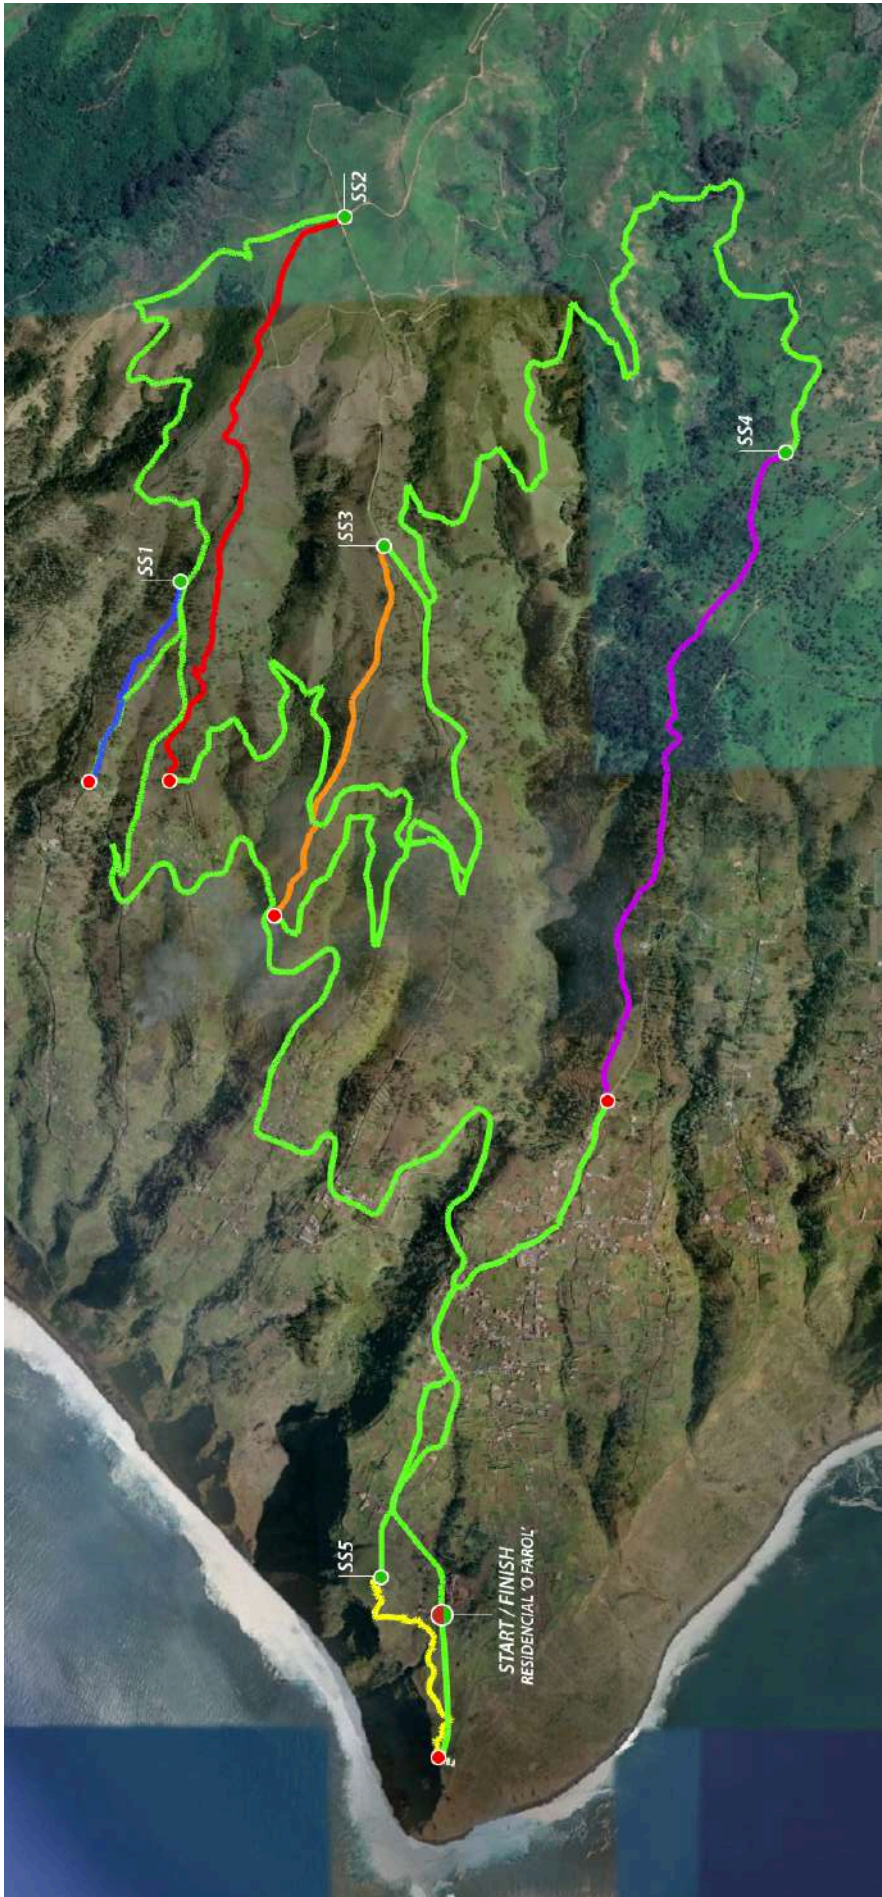 SS1
SS2
SS3
SS4
SS5
START / FINISH
RESIDENCIAL 'O FAROL'